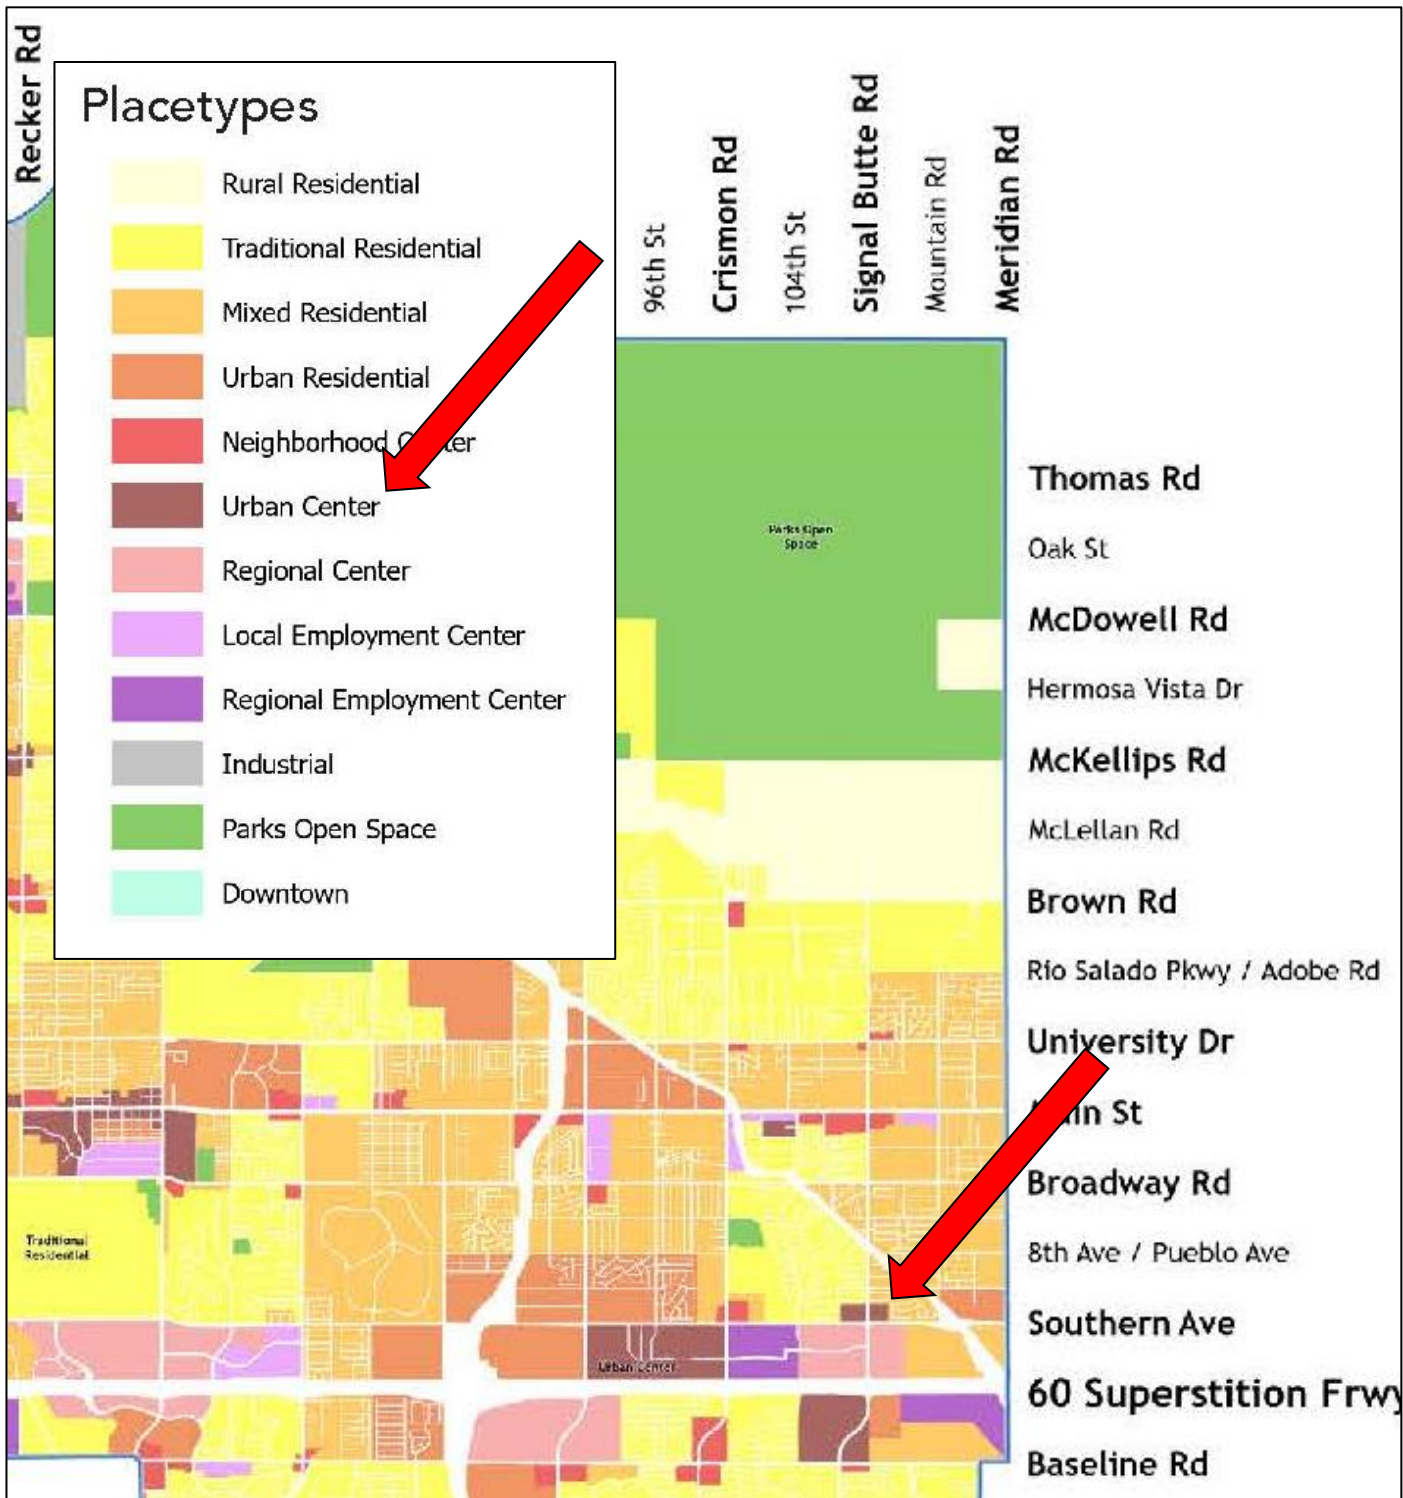 Recker Rd
Placetypes
Rural Residential
Traditional Residential
Mixed Residential
Urban Residential
Neighborhood
Urban Center
Regional Center
Local Employment Center
Regional Employment Center
Industrial
Parks Open Space
Downtown
96th St
Crismon Rd
104th St
Signal Butte Rd
Mountain Rd
Meridian Rd
Parks Open
Space
Thomas Rd
Oak St
McDowell Rd
Hermosa Vista Dr
McKellips Rd
McLellan Rd
Brown Rd
Rio Salado Pkwy / Adobe Rd
University Dr
St
Broadway Rd
8th Ave / Pueblo Ave
Southern Ave
60 Superstition Frwy
Baseline Rd
Traditional
Residential
Urban Center